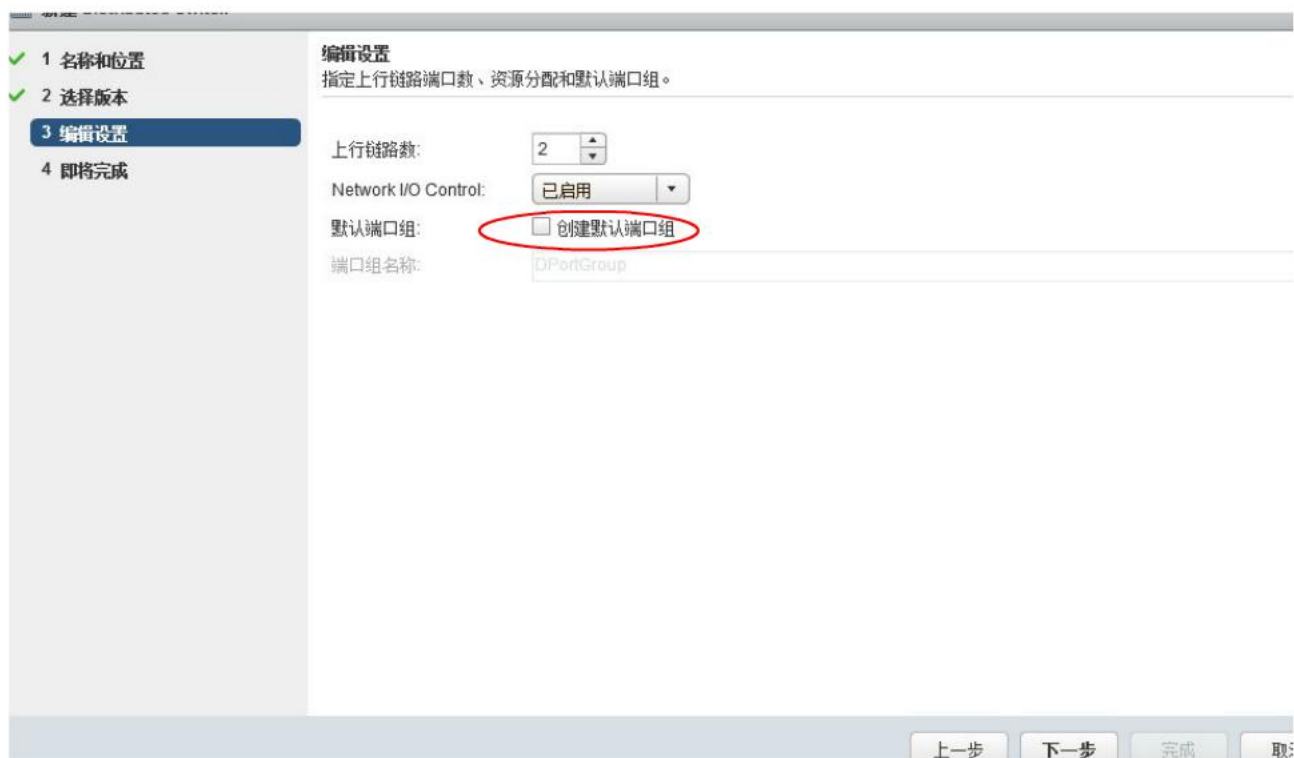 1 名称和位置
2 选择版本
3 编辑设置
4 即将完成
编辑设置
指定上行链路端口数、资源分配和默认端口组。
上行链路数: 2
Network I/O Control: 已启用
默认端口组: 创建默认端口组
端口组名称: DPortGroup
上一步 下一步 完成